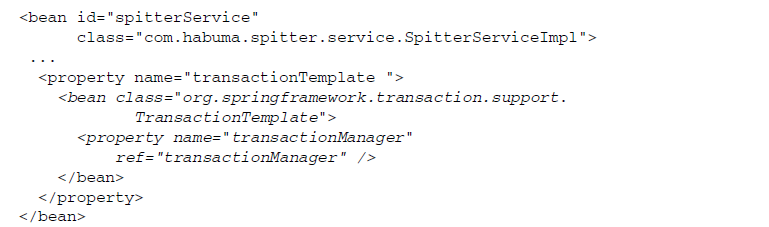 <bean id="spitterService"
      class="com.habuma.spitter.service.SpitterServiceImpl">
 ...
  <property name="transactionTemplate ">
    <bean class="org.springframework.transaction.support.
            TransactionTemplate">
      <property name="transactionManager"
          ref="transactionManager" />
    </bean>
  </property>
</bean>